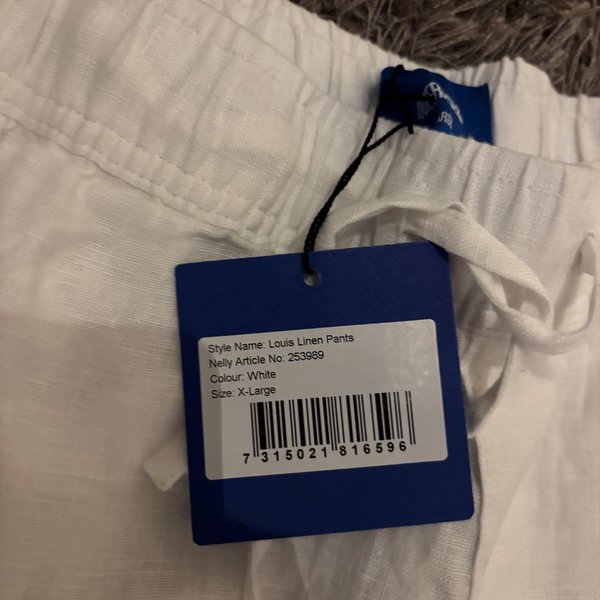 Style Name: Louis Linen Pants
Nelly Article No: 253989
Colour: White
Size: X-Large
7 315021 816596